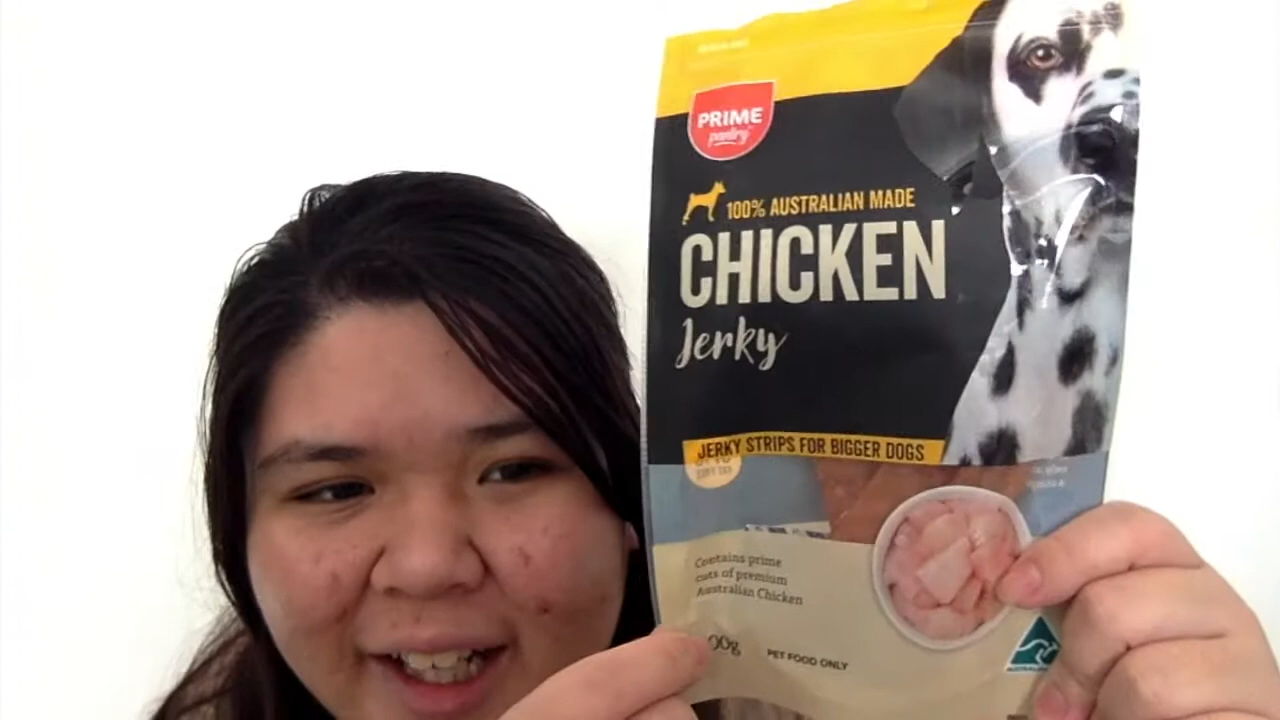 PRIME
pantry
100% AUSTRALIAN MADE
CHICKEN
Jerky
JERKY STRIPS FOR BIGGER DOGS
Contains prime
cuts of premium
Australian Chicken
PET FOOD ONLY